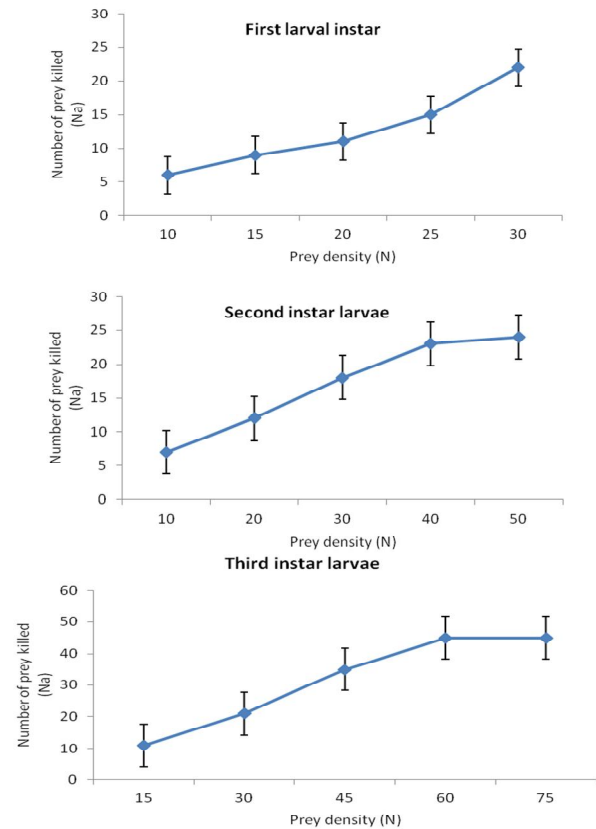 First larval instar
Number of prey killed
(Na)
30
25
20
15
10
5
0
10 15 20 25 30
Prey density (N)
Second instar larvae
Number of prey killed
(Na)
30
25
20
15
10
5
0
10 20 30 40 50
Prey density (N)
Third instar larvae
Number of prey killed
(Na)
60
50
40
30
20
10
0
15 30 45 60 75
Prey density (N)